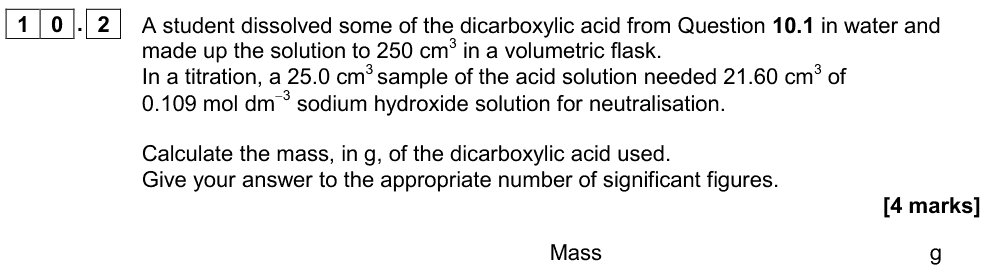 10.2 A student dissolved some of the dicarboxylic acid from Question 10.1 in water and
made up the solution to 250 cm³ in a volumetric flask.
In a titration, a 25.0 cm³ sample of the acid solution needed 21.60 cm³ of
0.109 mol dm⁻³ sodium hydroxide solution for neutralisation.
Calculate the mass, in g, of the dicarboxylic acid used.
Give your answer to the appropriate number of significant figures.
[4 marks]
Mass g